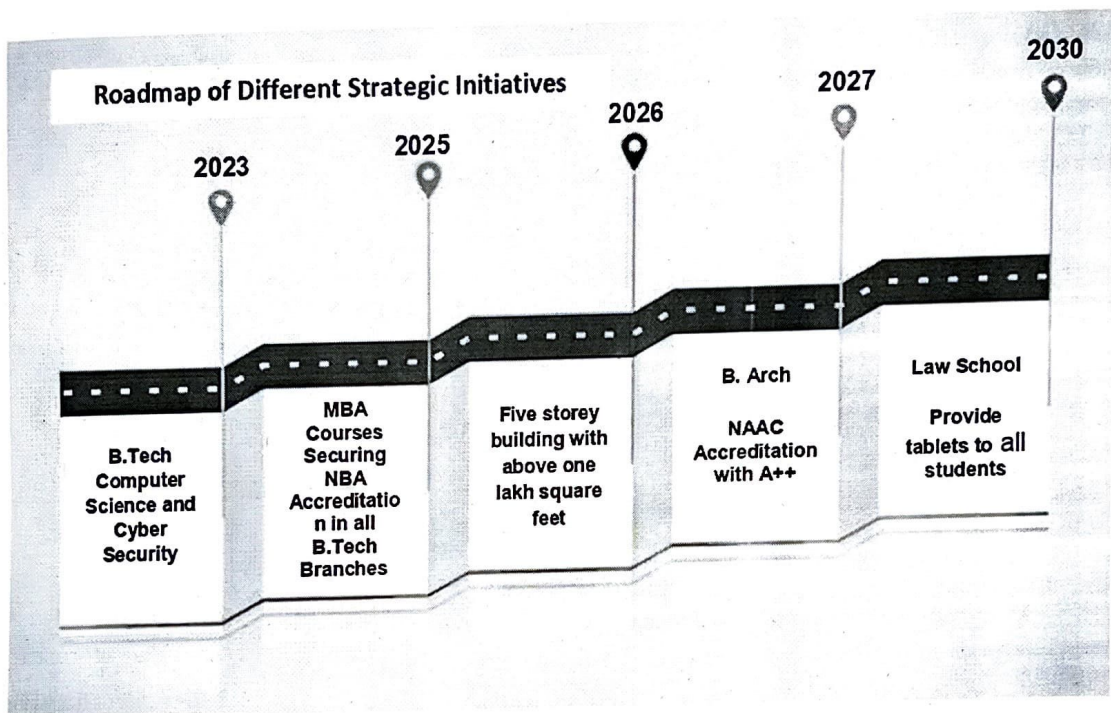 Roadmap of Different Strategic Initiatives
2023
2025
2026
2027
2030
B.Tech
Computer
Science and
Cyber
Security
MBA
Courses
Securing
NBA
Accreditatio
n in all
B.Tech
Branches
Five storey
building with
above one
lakh square
feet
B. Arch
NAAC
Accreditation
with A++
Law School
Provide
tablets to all
students